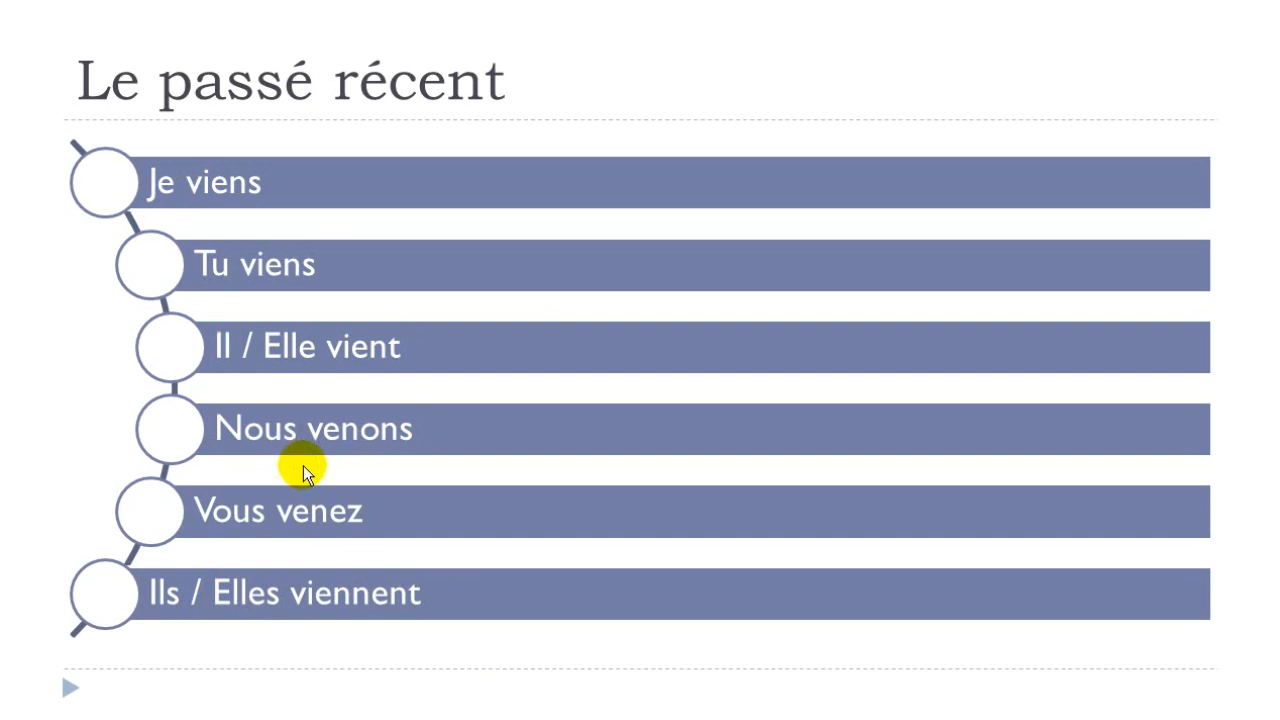 Le passé récent
Je viens
Tu viens
Il / Elle vient
Nous venons
Vous venez
Ils / Elles viennent